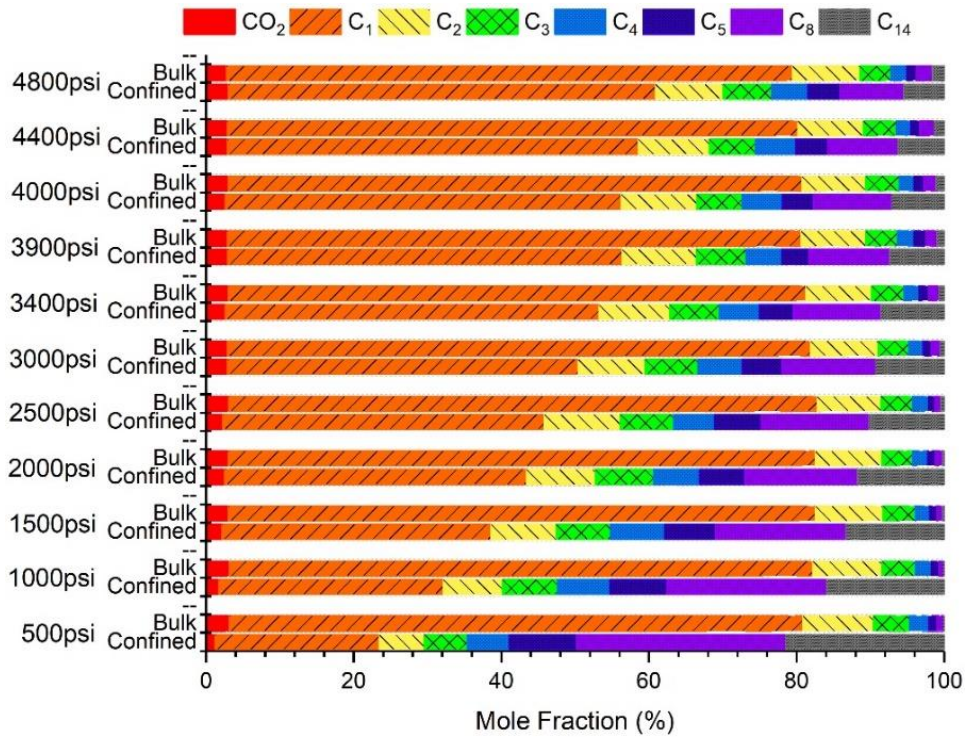 CO₂ C₁ C₂ C₃ C₄ C₅ C₈ C₁₄
--
4800psi Bulk
Confined
--
4400psi Bulk
Confined
--
4000psi Bulk
Confined
--
3900psi Bulk
Confined
--
3400psi Bulk
Confined
--
3000psi Bulk
Confined
--
2500psi Bulk
Confined
--
2000psi Bulk
Confined
--
1500psi Bulk
Confined
--
1000psi Bulk
Confined
--
500psi Bulk
Confined
0 20 40 60 80 100
Mole Fraction (%)